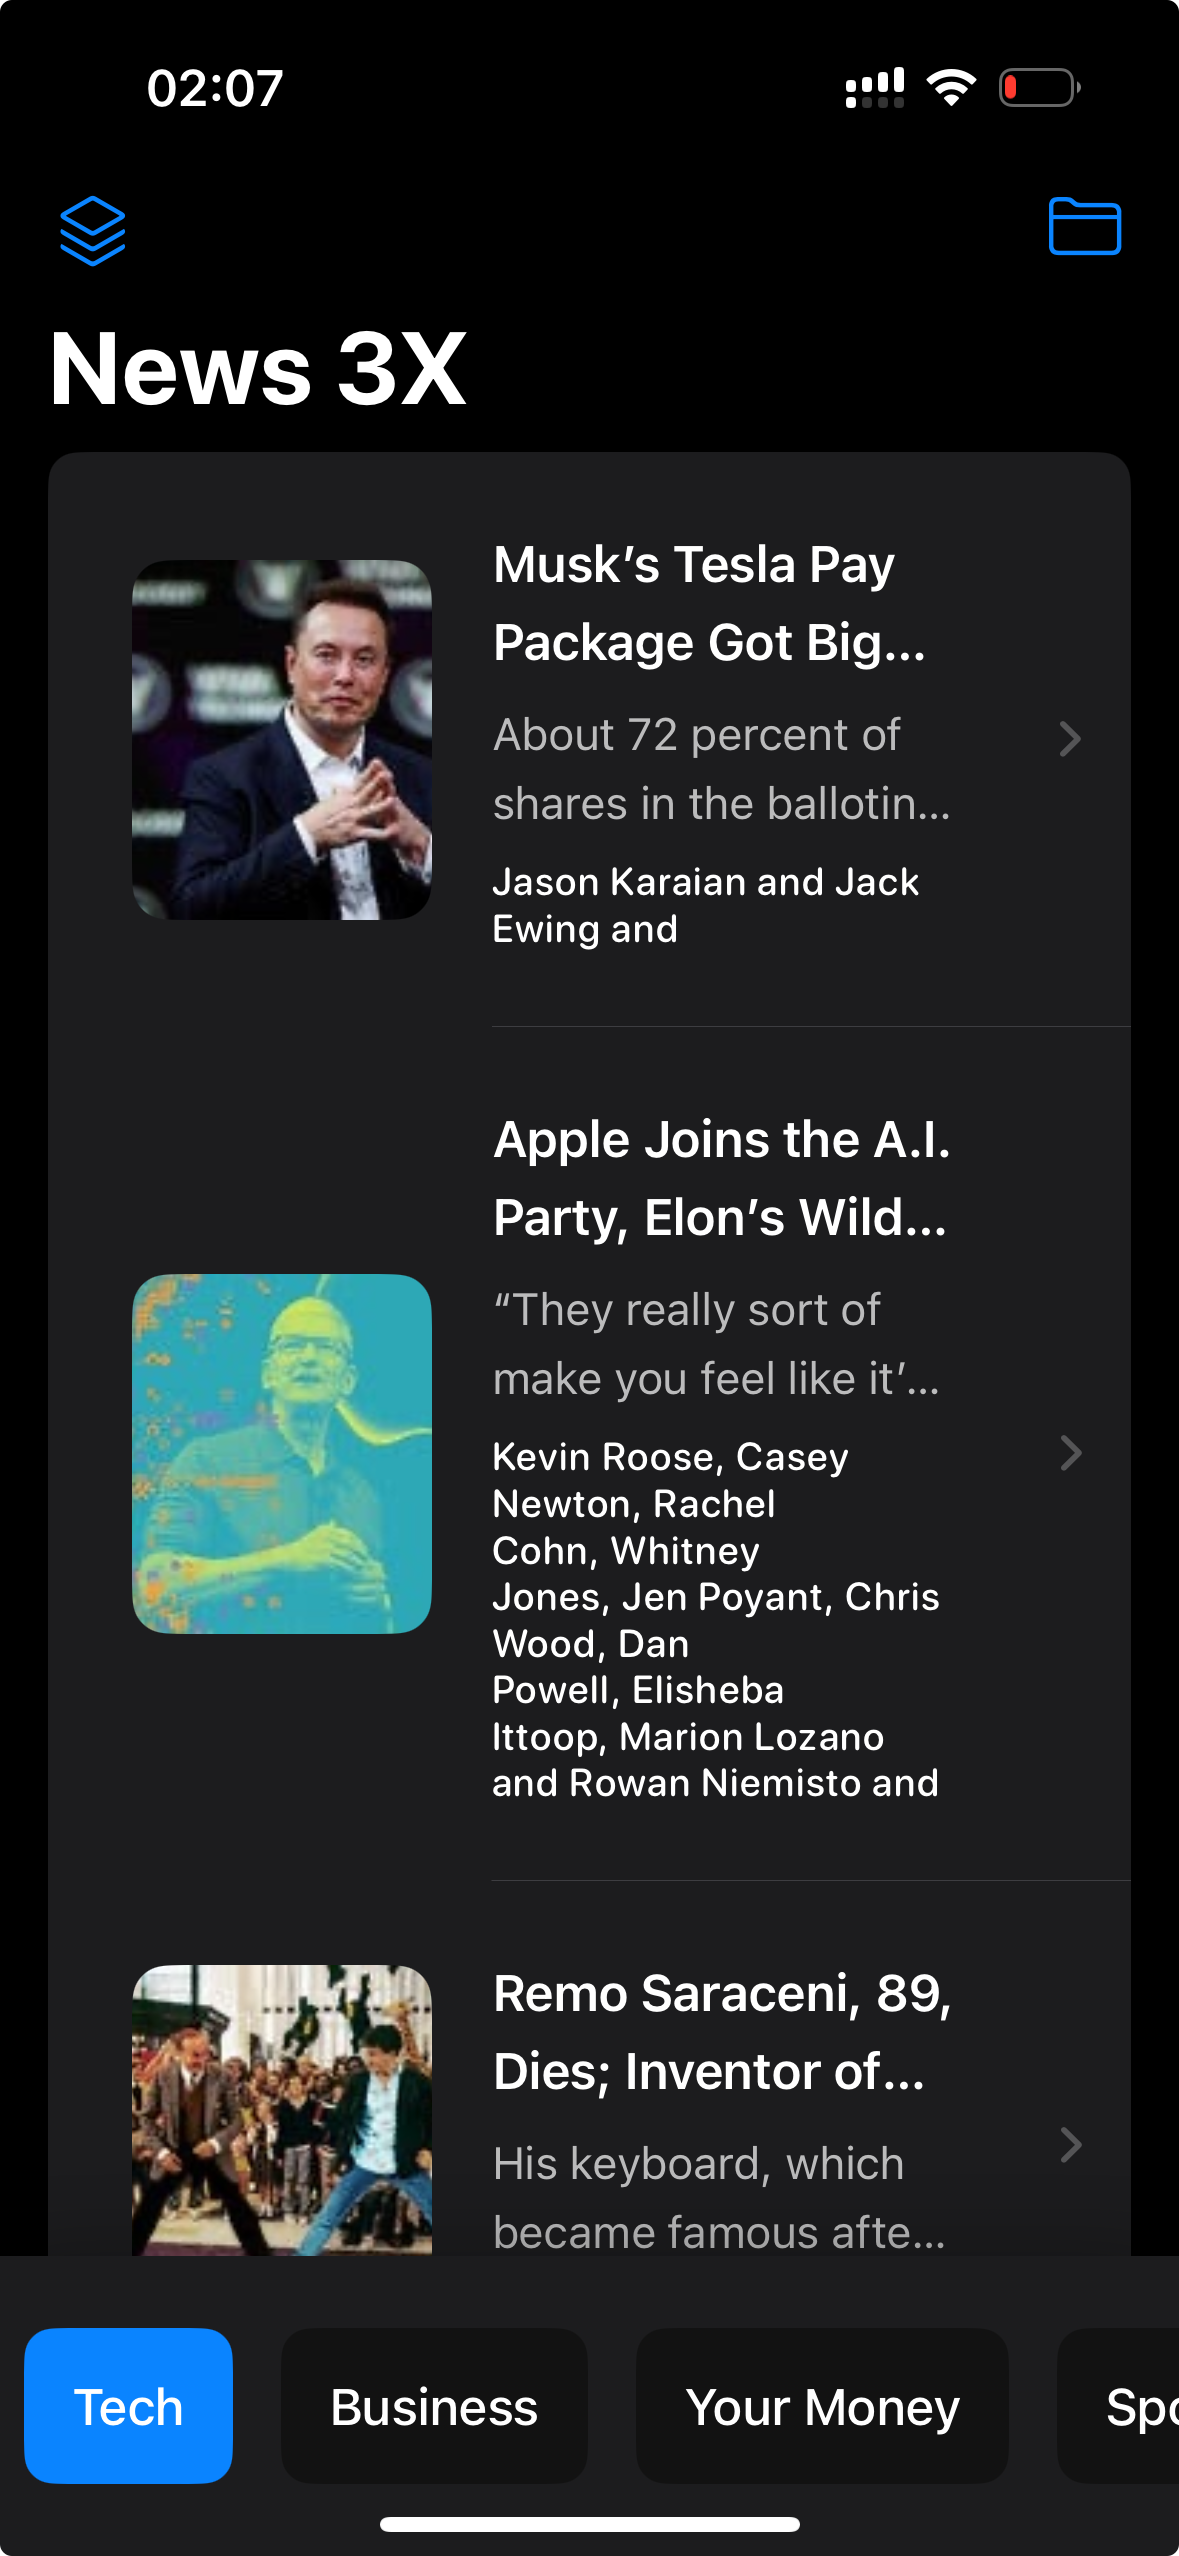 02:07
News 3X
Musk’s Tesla Pay
Package Got Big...
About 72 percent of
shares in the ballotin...
Jason Karaian and Jack
Ewing and
Apple Joins the A.I.
Party, Elon’s Wild...
“They really sort of
make you feel like it’...
Kevin Roose, Casey
Newton, Rachel
Cohn, Whitney
Jones, Jen Poyant, Chris
Wood, Dan
Powell, Elisheba
Ittoop, Marion Lozano
and Rowan Niemisto and
Remo Saraceni, 89,
Dies; Inventor of...
His keyboard, which
became famous afte...
Tech
Business
Your Money
Spo